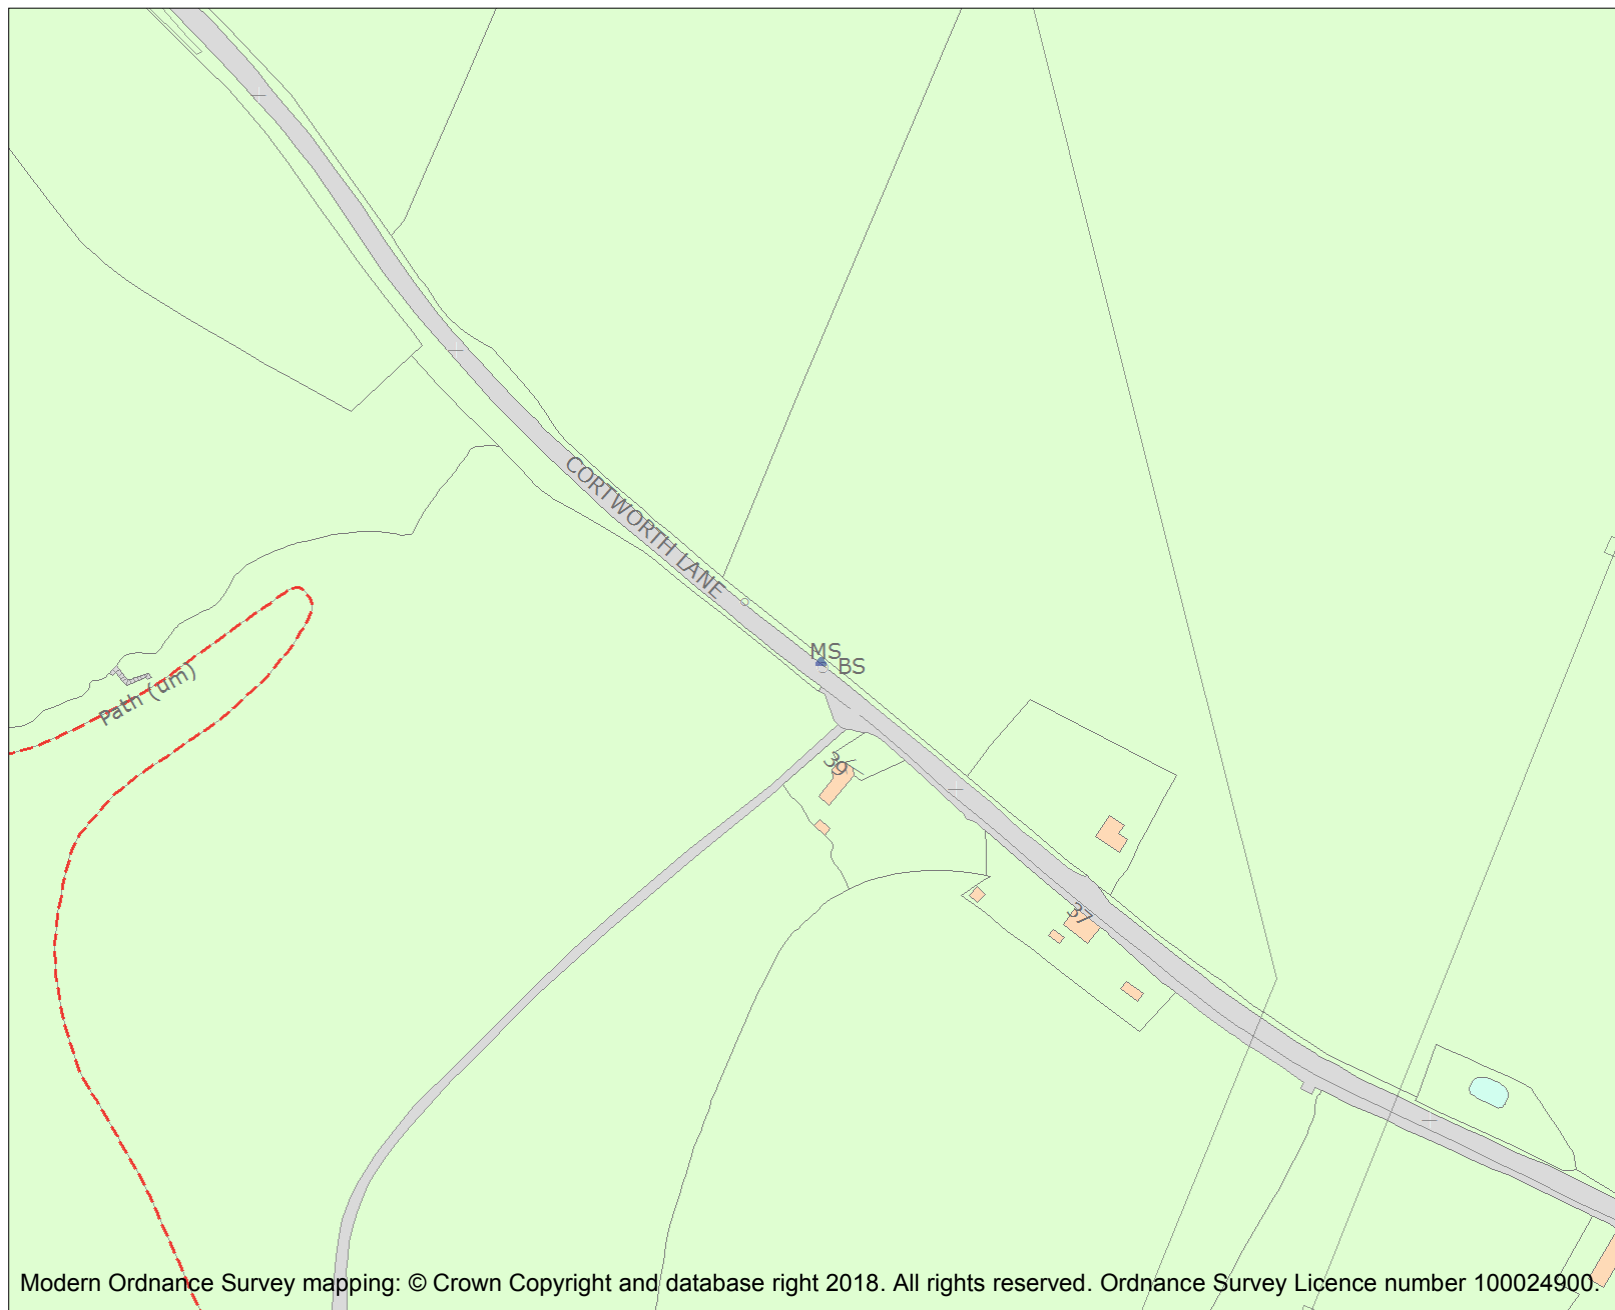 CORTWORTH LANE
MS
BS
Path (um)
39
37
Modern Ordnance Survey mapping: © Crown Copyright and database right 2018. All rights reserved. Ordnance Survey Licence number 100024900.